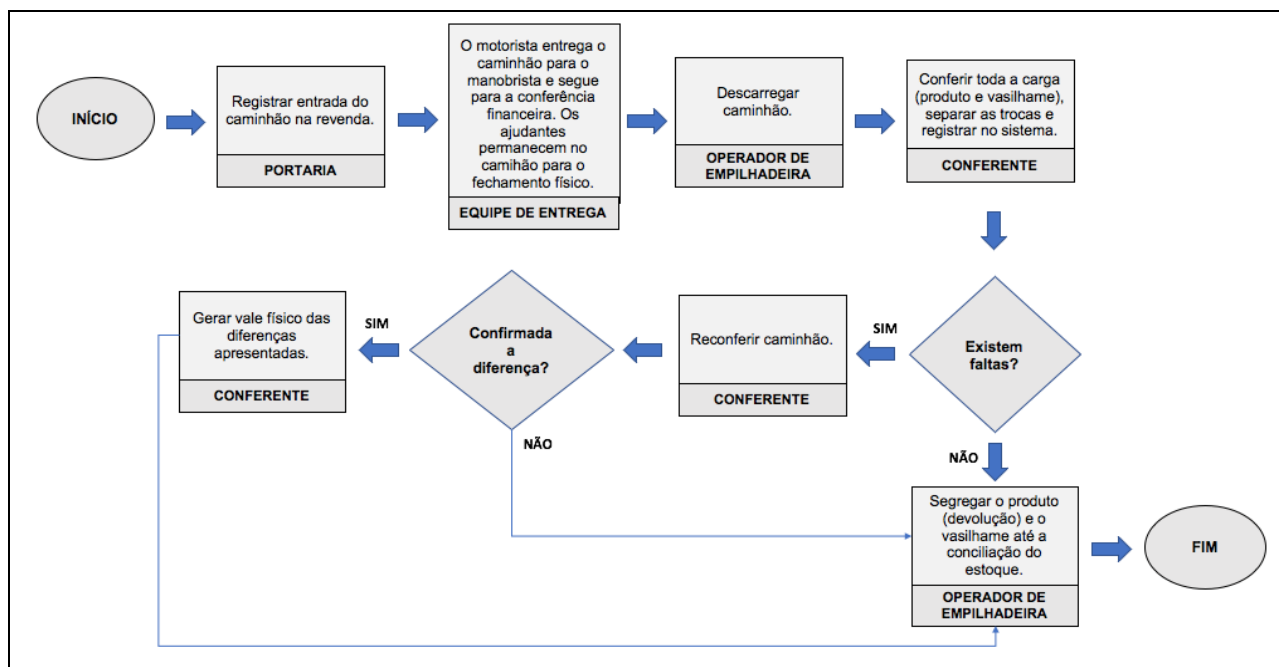 INÍCIO
Registrar entrada do
caminhão na revenda.
PORTARIA
O motorista entrega o
caminhão para o
manobrista e segue
para a conferência
financeira. Os
ajudantes
permanecem no
camihão para o
fechamento físico.
EQUIPE DE ENTREGA
Descarregar
caminhão.
OPERADOR DE
EMPILHADEIRA
Conferir toda a carga
(produto e vasilhame),
separar as trocas e
registrar no sistema.
CONFERENTE
Existem
faltas?
SIM
Reconferir caminhão.
CONFERENTE
Confirmada
a
diferença?
SIM
Gerar vale físico das
diferenças
apresentadas.
CONFERENTE
NÃO
NÃO
Segregar o produto
(devolução) e o
vasilhame até a
conciliação do
estoque.
OPERADOR DE
EMPILHADEIRA
FIM